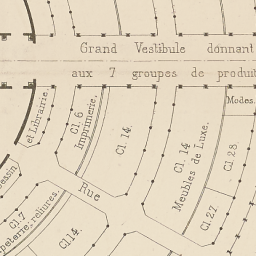 Grand Vestibule donnant
aux 7 groupes de produit
et Librairie.
Cl. 6
Imprimerie.
Cl. 14.
Cl. 14
Meubles de Luxe.
Modes.
Cl. 28.
Cl. 27.
Rue
Cl. 7
reliures.
Cl. 14.